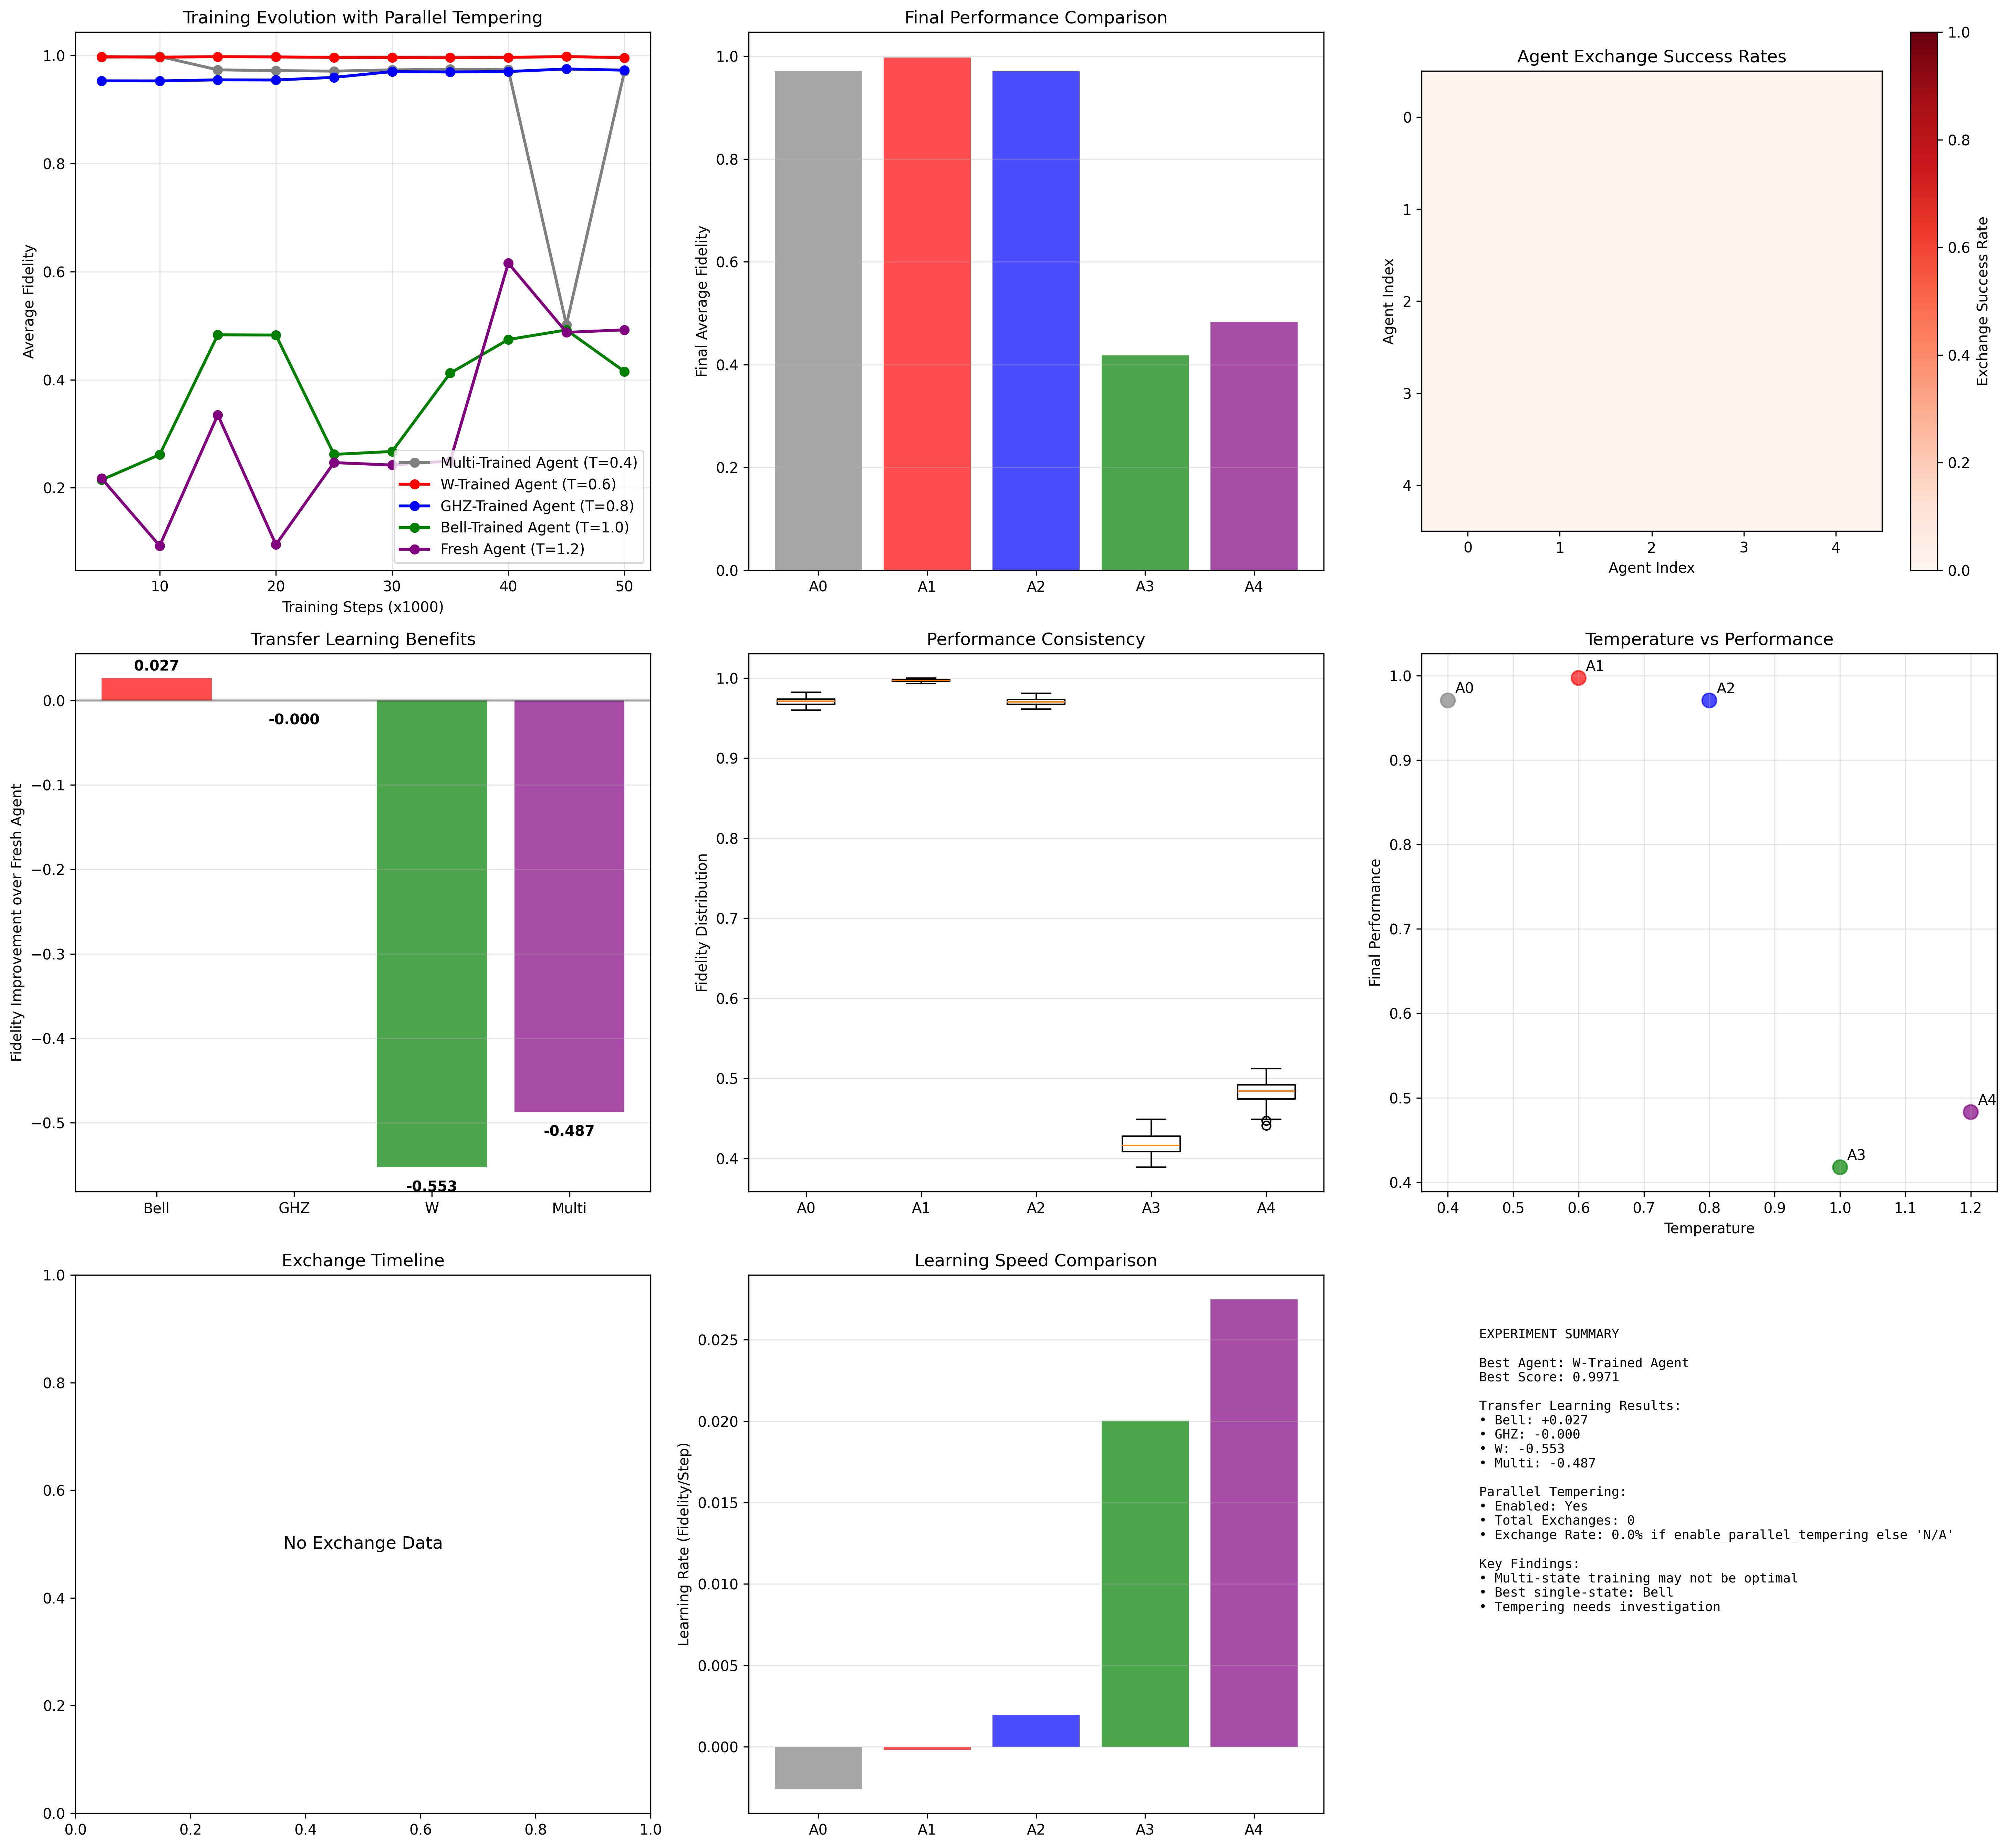 Training Evolution with Parallel Tempering
Average Fidelity
1.0
0.8
0.6
0.4
0.2
10
20
30
40
50
Training Steps (x1000)
Multi-Trained Agent (T=0.4)
W-Trained Agent (T=0.6)
GHZ-Trained Agent (T=0.8)
Bell-Trained Agent (T=1.0)
Fresh Agent (T=1.2)
Final Performance Comparison
Final Average Fidelity
1.0
0.8
0.6
0.4
0.2
0.0
A0
A1
A2
A3
A4
Agent Exchange Success Rates
Agent Index
0
1
2
3
4
0
1
2
3
4
Agent Index
1.0
0.8
0.6
0.4
0.2
0.0
Exchange Success Rate
Transfer Learning Benefits
Fidelity Improvement over Fresh Agent
0.0
−0.1
−0.2
−0.3
−0.4
−0.5
0.027
-0.000
-0.553
-0.487
Bell
GHZ
W
Multi
Performance Consistency
Fidelity Distribution
1.0
0.9
0.8
0.7
0.6
0.5
0.4
A0
A1
A2
A3
A4
Temperature vs Performance
Final Performance
1.0
0.9
0.8
0.7
0.6
0.5
0.4
A0
A1
A2
A3
A4
0.4
0.5
0.6
0.7
0.8
0.9
1.0
1.1
1.2
Temperature
Exchange Timeline
1.0
0.8
0.6
0.4
0.2
0.0
No Exchange Data
0.0
0.2
0.4
0.6
0.8
1.0
Learning Speed Comparison
Learning Rate (Fidelity/Step)
0.025
0.020
0.015
0.010
0.005
0.000
A0
A1
A2
A3
A4
EXPERIMENT SUMMARY
Best Agent: W-Trained Agent
Best Score: 0.9971
Transfer Learning Results:
• Bell: +0.027
• GHZ: -0.000
• W: -0.553
• Multi: -0.487
Parallel Tempering:
• Enabled: Yes
• Total Exchanges: 0
• Exchange Rate: 0.0% if enable_parallel_tempering else 'N/A'
Key Findings:
• Multi-state training may not be optimal
• Best single-state: Bell
• Tempering needs investigation